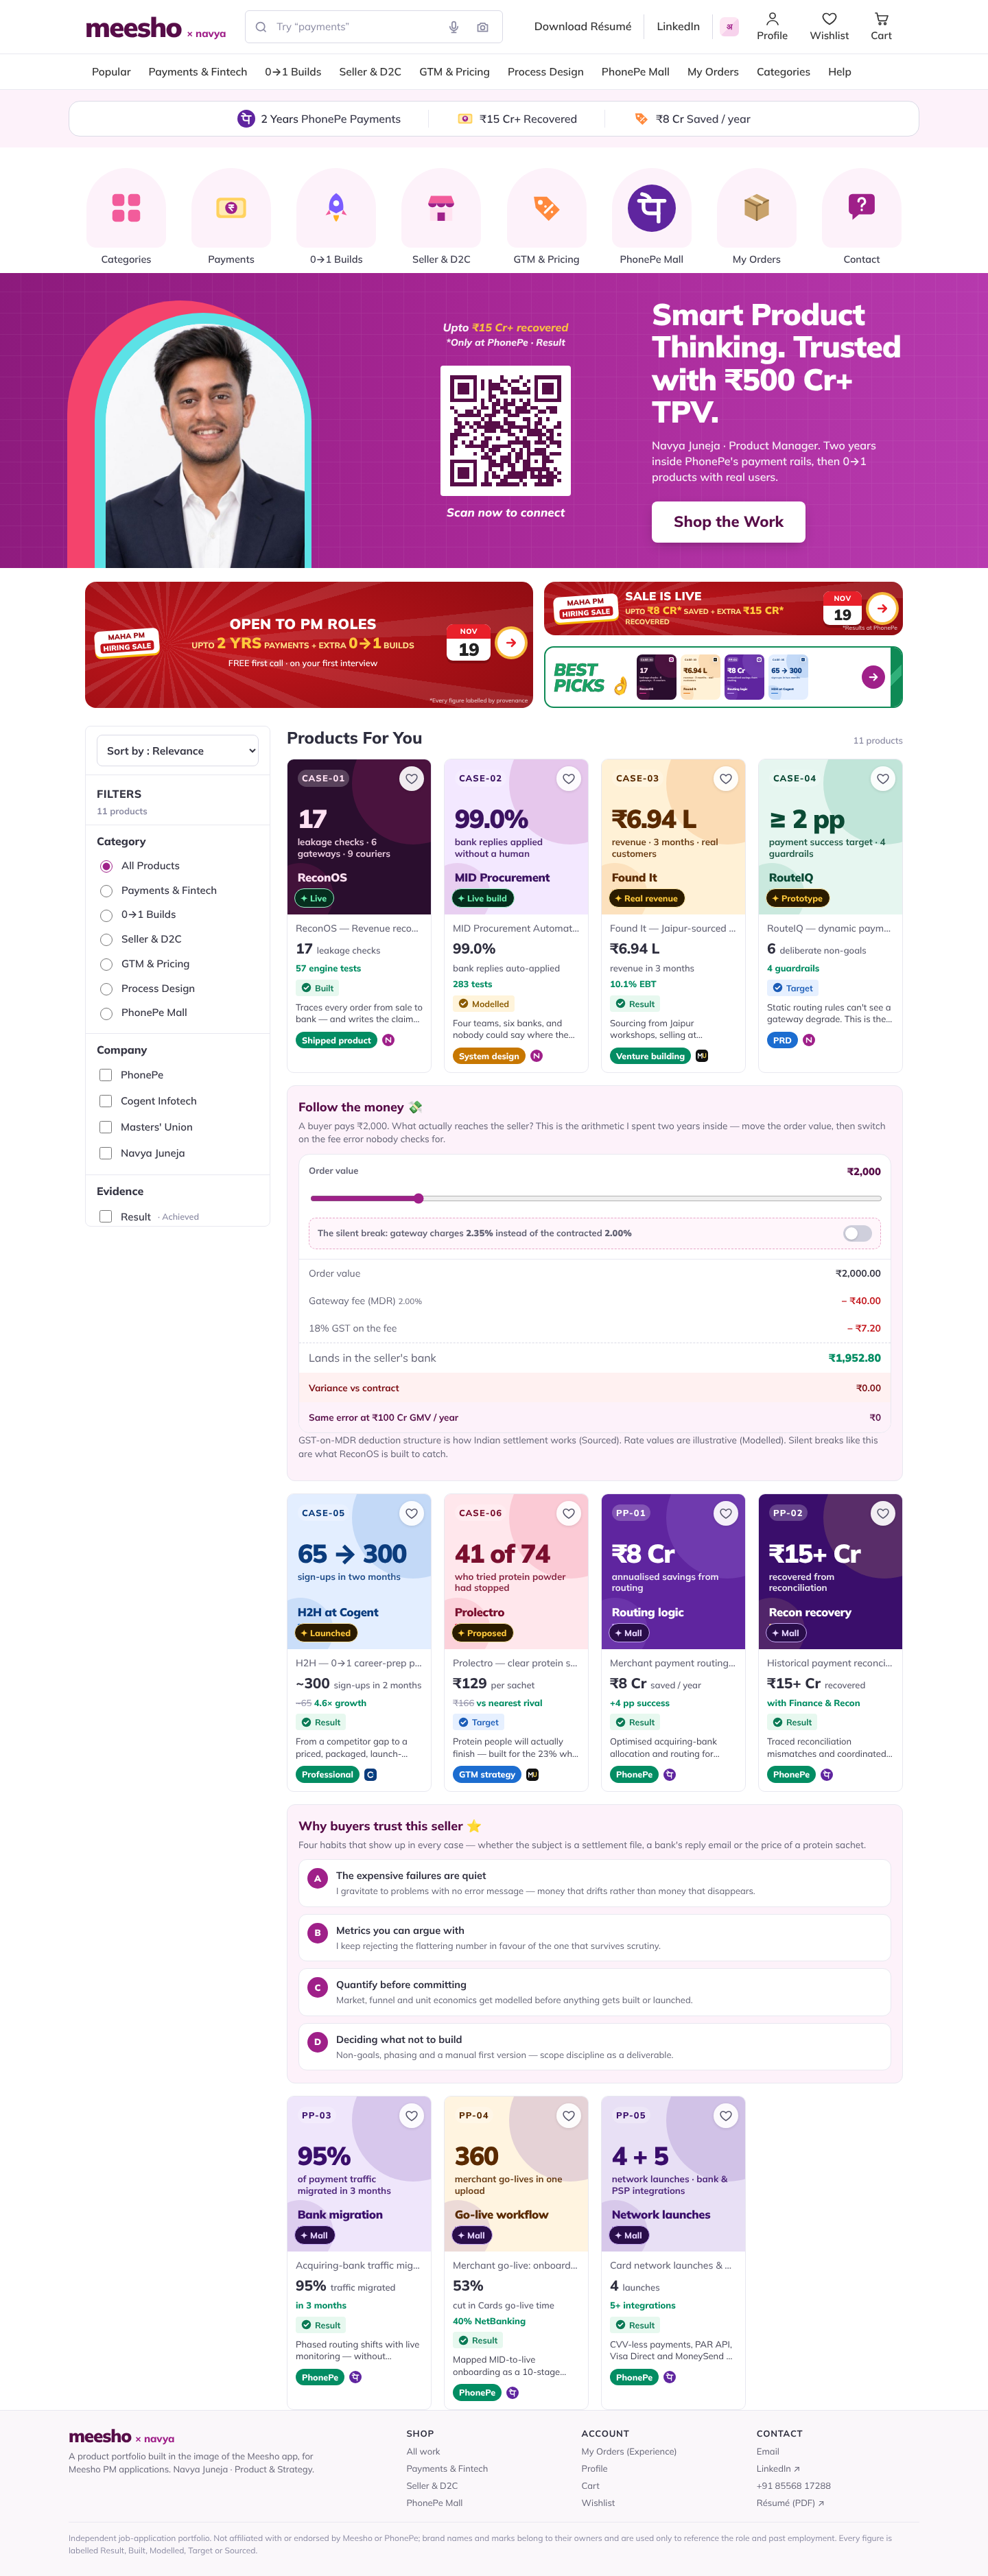 meesho × navya
Try “payments”
Download Résumé
LinkedIn
अ
Profile
Wishlist
Cart
Popular
Payments & Fintech
0→1 Builds
Seller & D2C
GTM & Pricing
Process Design
PhonePe Mall
My Orders
Categories
Help
2 Years PhonePe Payments
₹15 Cr+ Recovered
₹8 Cr Saved / year
Categories
Payments
0→1 Builds
Seller & D2C
GTM & Pricing
PhonePe Mall
My Orders
Contact
Upto ₹15 Cr+ recovered
*Only at PhonePe · Result
Scan now to connect
Smart Product
Thinking. Trusted
with ₹500 Cr+
TPV.
Navya Juneja · Product Manager. Two years
inside PhonePe's payment rails, then 0→1
products with real users.
Shop the Work
MAHA PM
HIRING SALE
OPEN TO PM ROLES
UPTO 2 YRS PAYMENTS + EXTRA 0→1 BUILDS
FREE first call · on your first interview
NOV
19
*Every figure labelled by provenance
MAHA PM
HIRING SALE
SALE IS LIVE
UPTO ₹8 CR* SAVED + EXTRA ₹15 CR*
RECOVERED
NOV
19
*Results at PhonePe
BEST
PICKS
17
₹6.94 L
₹8 Cr
65 → 300
Sort by : Relevance
FILTERS
11 products
Category
All Products
Payments & Fintech
0→1 Builds
Seller & D2C
GTM & Pricing
Process Design
PhonePe Mall
Company
PhonePe
Cogent Infotech
Masters' Union
Navya Juneja
Evidence
Result · Achieved
Products For You
11 products
CASE-01
17
leakage checks · 6
gateways · 9 couriers
ReconOS
✦ Live
ReconOS — Revenue reco...
17 leakage checks
57 engine tests
Built
Traces every order from sale to
bank — and writes the claim...
Shipped product
CASE-02
99.0%
bank replies applied
without a human
MID Procurement
✦ Live build
MID Procurement Automat...
99.0%
bank replies auto-applied
283 tests
Modelled
Four teams, six banks, and
nobody could say where the...
System design
CASE-03
₹6.94 L
revenue · 3 months · real
customers
Found It
✦ Real revenue
Found It — Jaipur-sourced ...
₹6.94 L
revenue in 3 months
10.1% EBT
Result
Sourcing from Jaipur
workshops, selling at...
Venture building
CASE-04
≥ 2 pp
payment success target · 4
guardrails
RouteIQ
✦ Prototype
RouteIQ — dynamic paym...
6 deliberate non-goals
4 guardrails
Target
Static routing rules can't see a
gateway degrade. This is the...
PRD
Follow the money 💸
A buyer pays ₹2,000. What actually reaches the seller? This is the arithmetic I spent two years inside — move the order value, then switch
on the fee error nobody checks for.
Order value
₹2,000
The silent break: gateway charges 2.35% instead of the contracted 2.00%
Order value
₹2,000.00
Gateway fee (MDR) 2.00%
− ₹40.00
18% GST on the fee
− ₹7.20
Lands in the seller's bank
₹1,952.80
Variance vs contract
₹0.00
Same error at ₹100 Cr GMV / year
₹0
GST-on-MDR deduction structure is how Indian settlement works (Sourced). Rate values are illustrative (Modelled). Silent breaks like this
are what ReconOS is built to catch.
CASE-05
65 → 300
sign-ups in two months
H2H at Cogent
✦ Launched
H2H — 0→1 career-prep p...
~300 sign-ups in 2 months
~65 4.6× growth
Result
From a competitor gap to a
priced, packaged, launch-...
Professional
CASE-06
41 of 74
who tried protein powder
had stopped
Prolectro
✦ Proposed
Prolectro — clear protein s...
₹129 per sachet
₹166 vs nearest rival
Target
Protein people will actually
finish — built for the 23% wh...
GTM strategy
PP-01
₹8 Cr
annualised savings from
routing
Routing logic
✦ Mall
Merchant payment routing...
₹8 Cr saved / year
+4 pp success
Result
Optimised acquiring-bank
allocation and routing for...
PhonePe
PP-02
₹15+ Cr
recovered from
reconciliation
Recon recovery
✦ Mall
Historical payment reconci...
₹15+ Cr recovered
with Finance & Recon
Result
Traced reconciliation
mismatches and coordinated...
PhonePe
Why buyers trust this seller ⭐
Four habits that show up in every case — whether the subject is a settlement file, a bank's reply email or the price of a protein sachet.
A
The expensive failures are quiet
I gravitate to problems with no error message — money that drifts rather than money that disappears.
B
Metrics you can argue with
I keep rejecting the flattering number in favour of the one that survives scrutiny.
C
Quantify before committing
Market, funnel and unit economics get modelled before anything gets built or launched.
D
Deciding what not to build
Non-goals, phasing and a manual first version — scope discipline as a deliverable.
PP-03
95%
of payment traffic
migrated in 3 months
Bank migration
✦ Mall
Acquiring-bank traffic mig...
95% traffic migrated
in 3 months
Result
Phased routing shifts with live
monitoring — without...
PhonePe
PP-04
360
merchant go-lives in one
upload
Go-live workflow
✦ Mall
Merchant go-live: onboard...
53%
cut in Cards go-live time
40% NetBanking
Result
Mapped MID-to-live
onboarding as a 10-stage...
PhonePe
PP-05
4 + 5
network launches · bank &
PSP integrations
Network launches
✦ Mall
Card network launches & ...
4 launches
5+ integrations
Result
CVV-less payments, PAR API,
Visa Direct and MoneySend ...
PhonePe
meesho × navya
A product portfolio built in the image of the Meesho app, for
Meesho PM applications. Navya Juneja · Product & Strategy.
SHOP
All work
Payments & Fintech
Seller & D2C
PhonePe Mall
ACCOUNT
My Orders (Experience)
Profile
Cart
Wishlist
CONTACT
Email
LinkedIn ↗
+91 85568 17288
Résumé (PDF) ↗
Independent job-application portfolio. Not affiliated with or endorsed by Meesho or PhonePe; brand names and marks belong to their owners and are used only to reference the role and past employment. Every figure is
labelled Result, Built, Modelled, Target or Sourced.